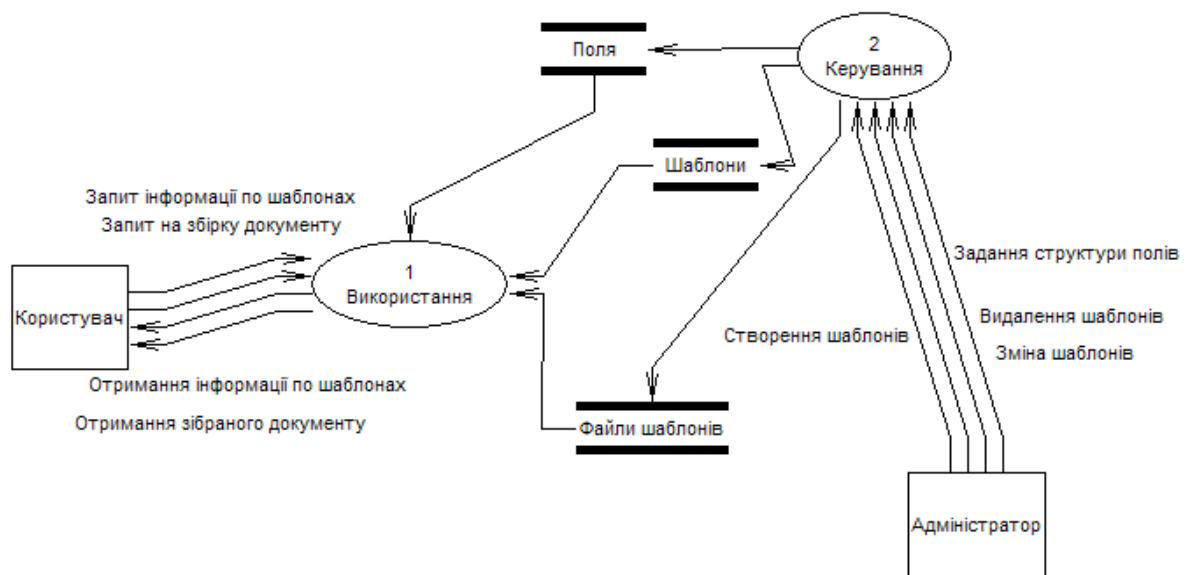 Поля
2
Керування
Шаблони
Запит інформації по шаблонах
Запит на збірку документу
Задання структури полів
1
Використання
Користувач
Видалення шаблонів
Створення шаблонів
Зміна шаблонів
Отримання інформації по шаблонах
Отримання зібраного документу
Файли шаблонів
Адміністратор